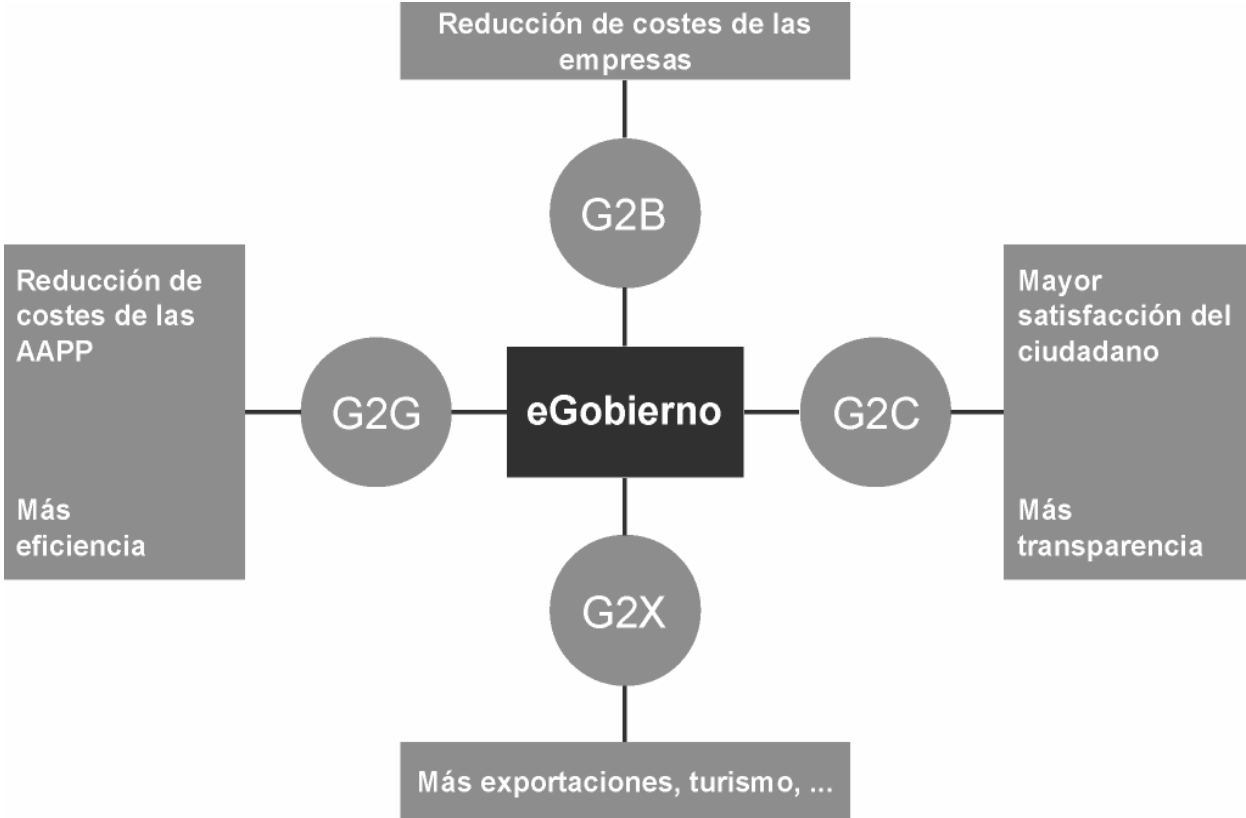 Reducción de costes de las
empresas
G2B
Reducción de
costes de las
AAPP
Más
eficiencia
G2G
eGobierno
G2C
Mayor
satisfacción del
ciudadano
Más
transparencia
G2X
Más exportaciones, turismo, ...